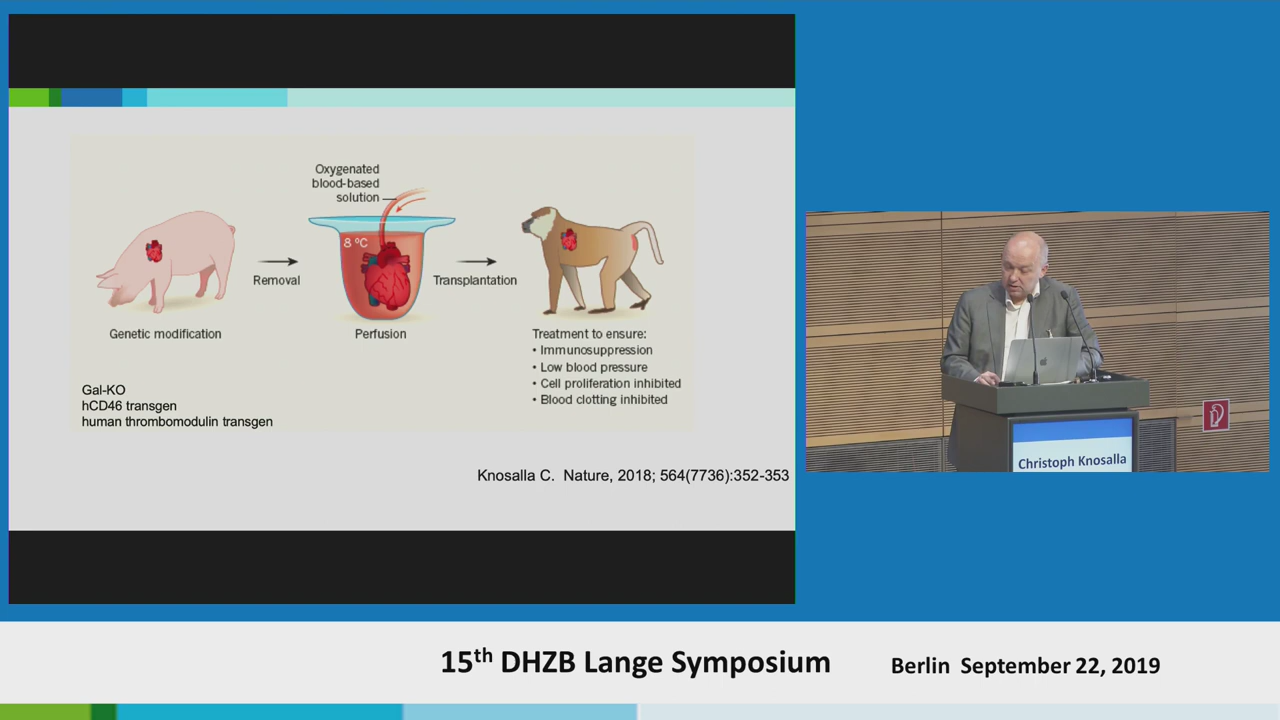 Oxygenated
blood-based
solution
8 ºC
Removal
Transplantation
Genetic modification
Perfusion
Treatment to ensure:
• Immunosuppression
• Low blood pressure
• Cell proliferation inhibited
• Blood clotting inhibited
Gal-KO
hCD46 transgen
human thrombomodulin transgen
Knosalla C. Nature, 2018; 564(7736):352-353
Christoph Knosalla
15th DHZB Lange Symposium
Berlin September 22, 2019